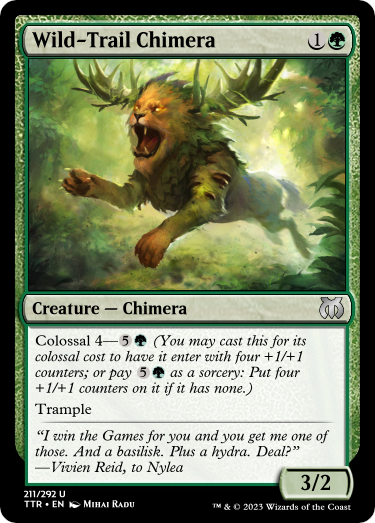 Wild-Trail Chimera 1
Creature — Chimera
Colossal 4—5 (You may cast this for its
colossal cost to have it enter with four +1/+1
counters; or pay 5 as a sorcery: Put four
+1/+1 counters on it if it has none.)
Trample
“I win the Games for you and you get me one of
those. And a basilisk. Plus a hydra. Deal?”
—Vivien Reid, to Nylea
3/2
211/292 U
TTR • EN Mihai Radu
™ & © 2023 Wizards of the Coast